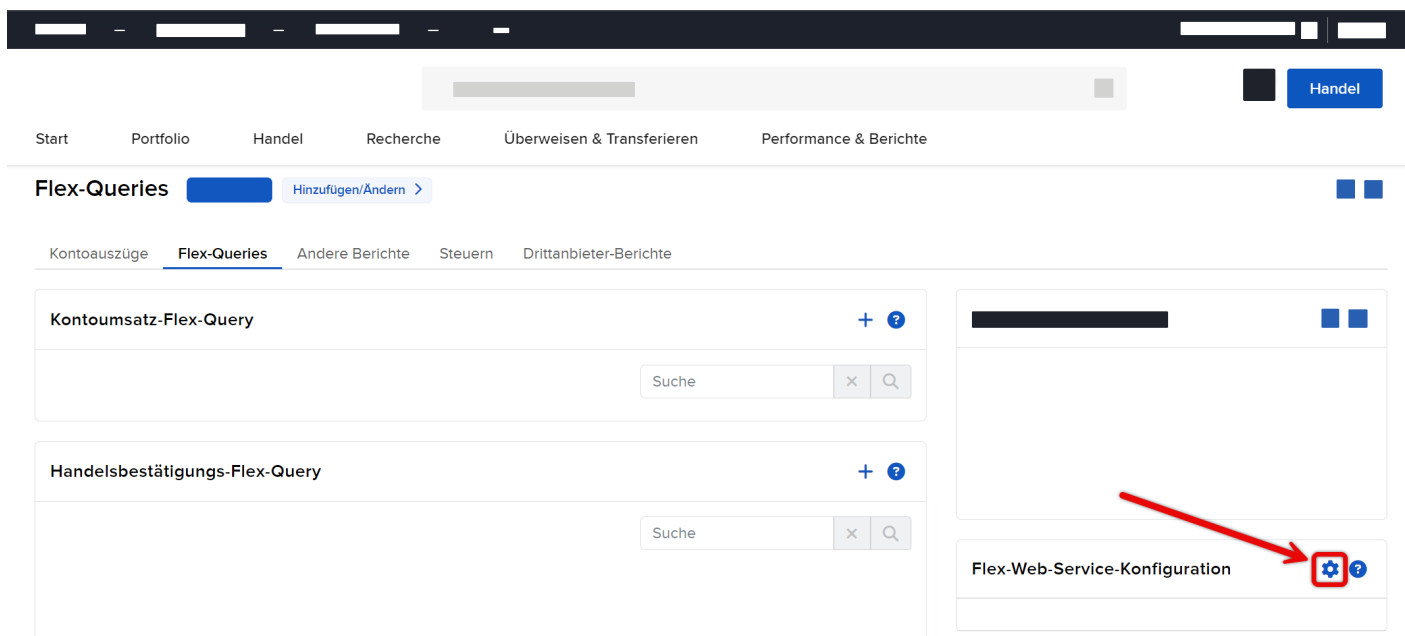 Handel
Start Portfolio Handel Recherche Überweisen & Transferieren Performance & Berichte
Flex-Queries Hinzufügen/Ändern
Kontoauszüge Flex-Queries Andere Berichte Steuern Drittanbieter-Berichte
Kontoumsatz-Flex-Query
Suche
Handelsbestätigungs-Flex-Query
Suche
Flex-Web-Service-Konfiguration